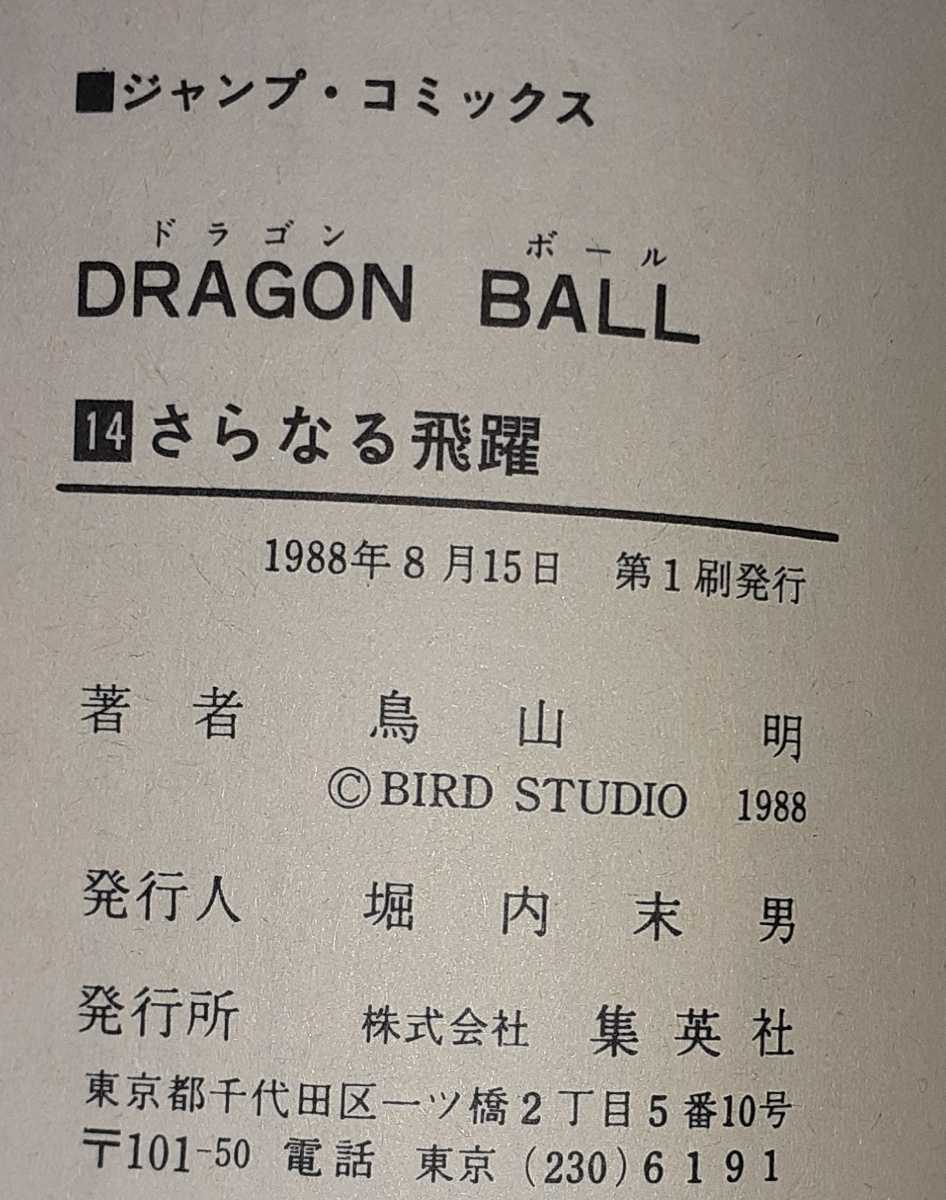 ■ジャンプ・コミックス
ドラゴン ボール
DRAGON BALL
14 さらなる飛躍
1988年8月15日 第1刷発行
著者 鳥山 明
©BIRD STUDIO 1988
発行人 堀内末男
発行所 株式会社 集英社
東京都千代田区一ツ橋2丁目5番10号
〒101-50 電話 東京 (230) 6191